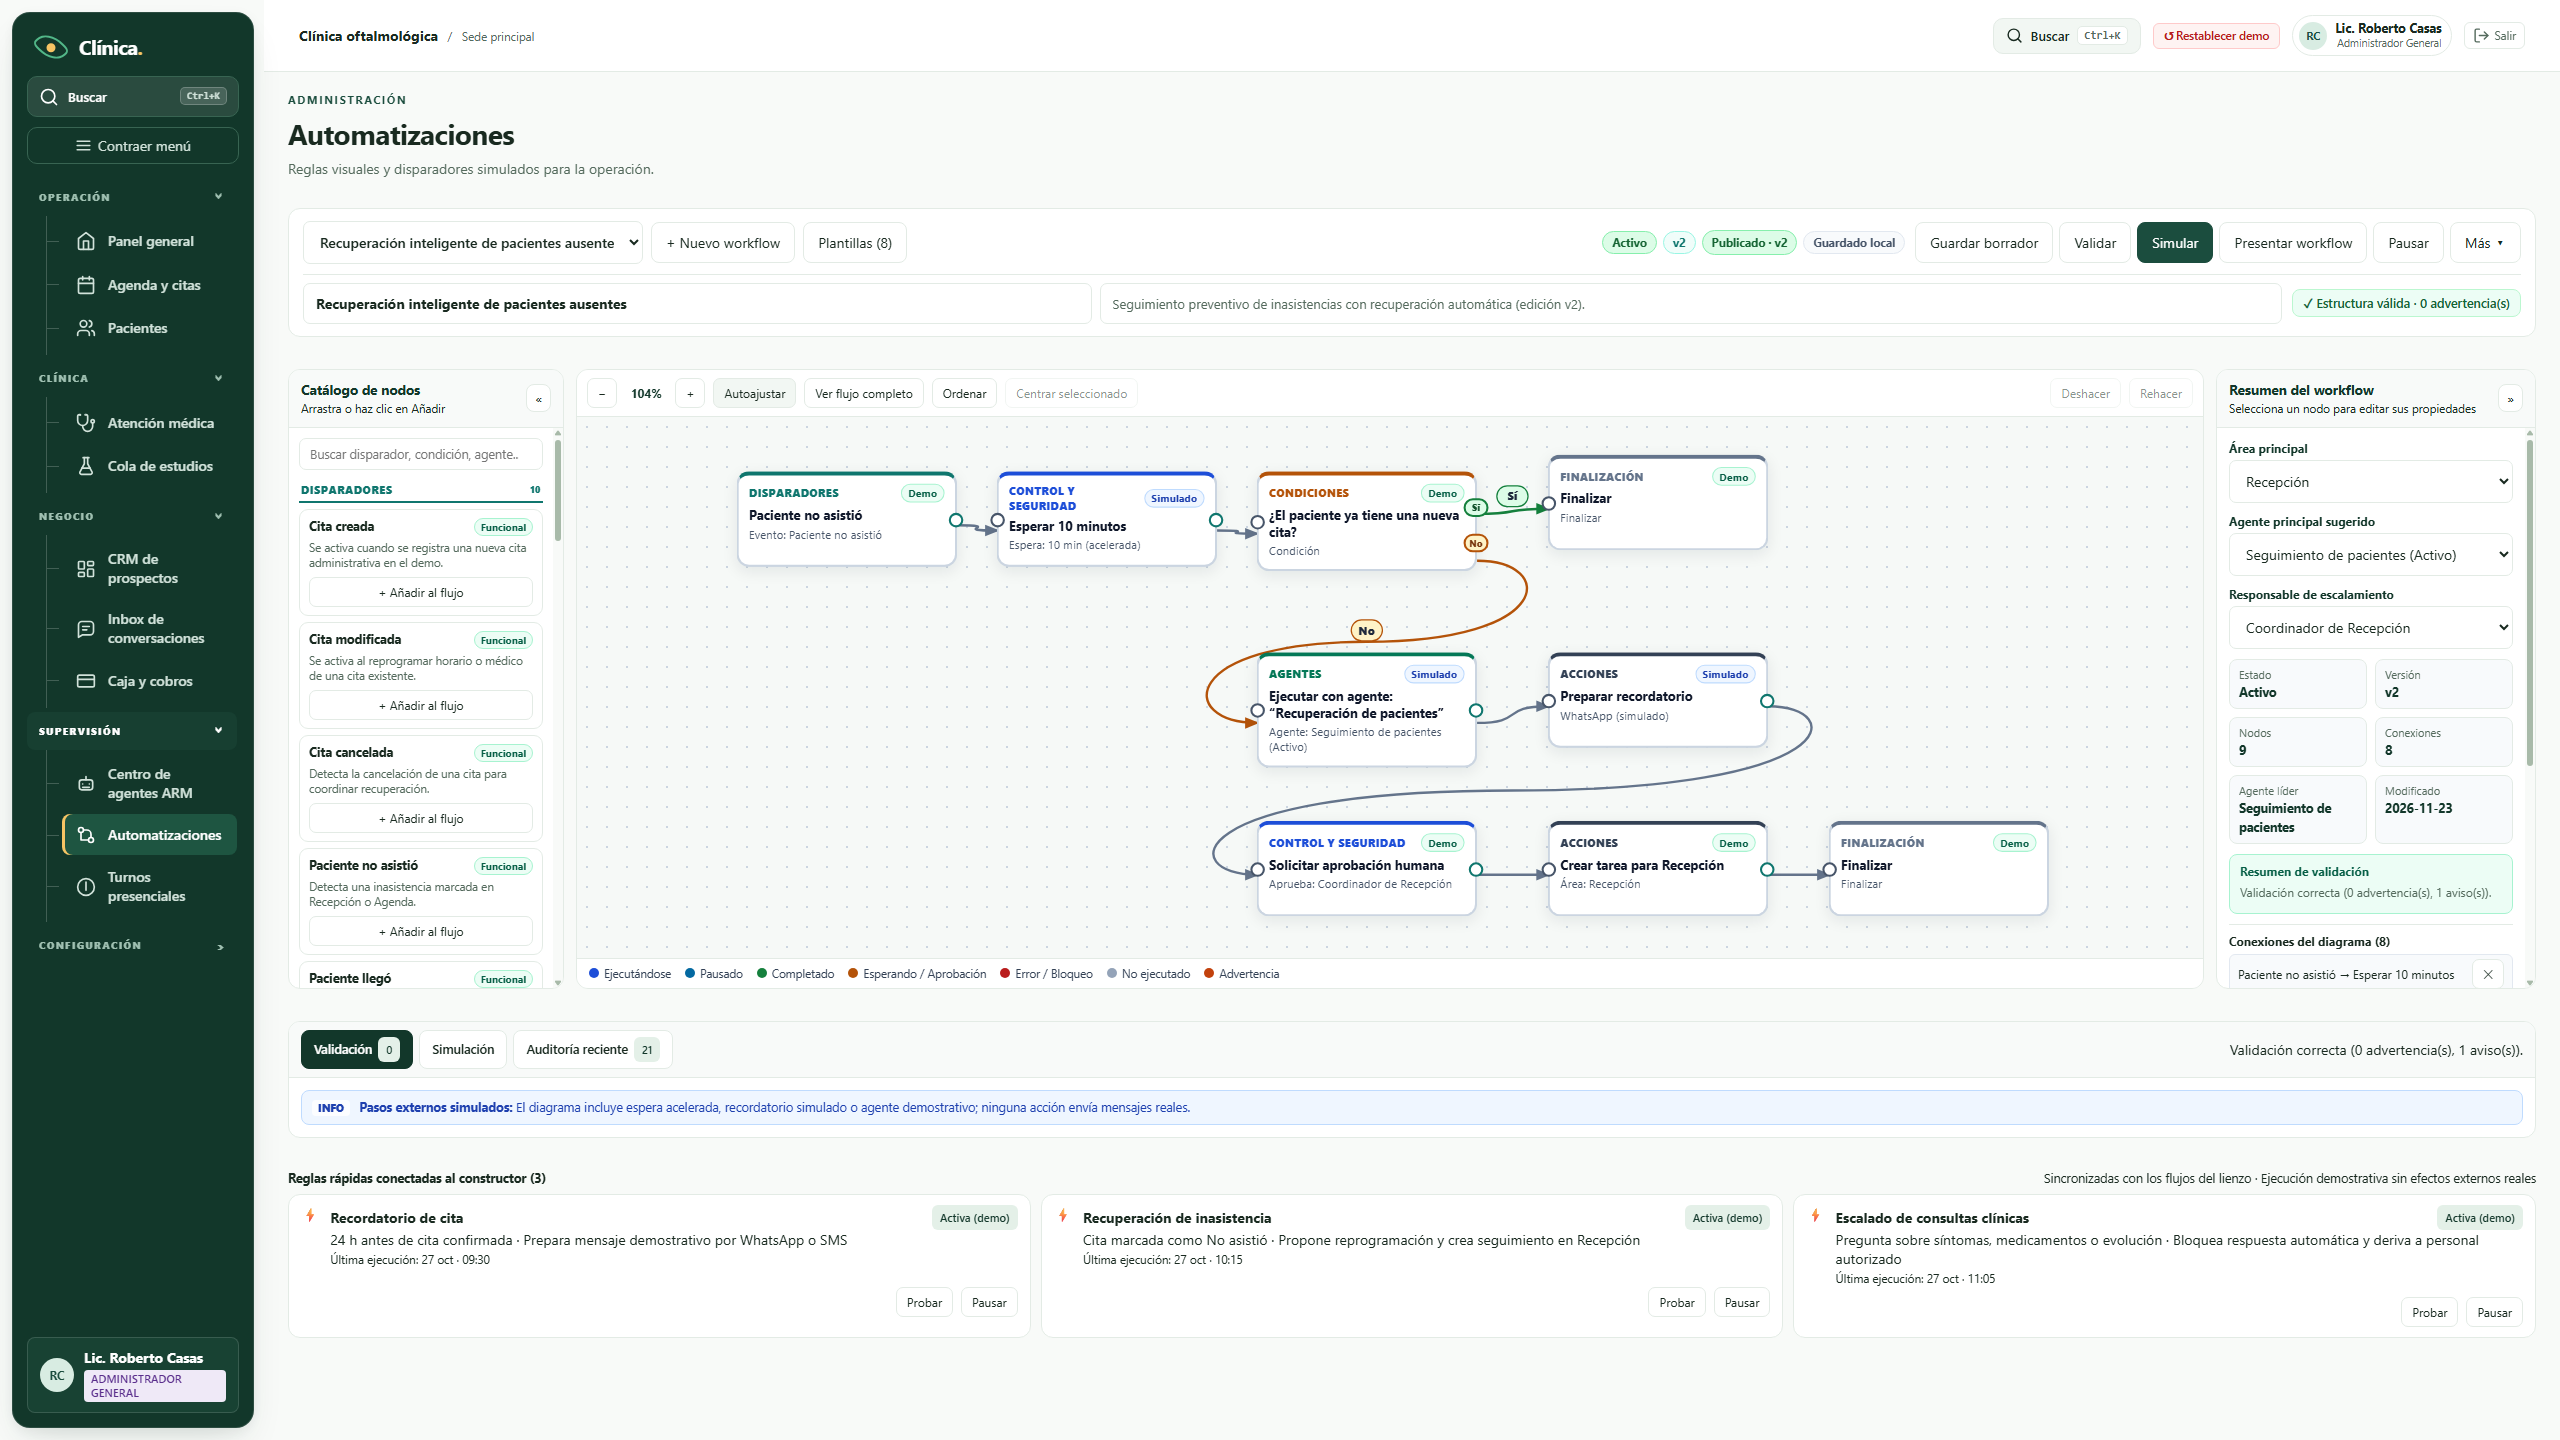 Clínica.
Buscar Ctrl+K
Contraer menú
OPERACIÓN
Panel general
Agenda y citas
Pacientes
CLÍNICA
Atención médica
Cola de estudios
NEGOCIO
CRM de
prospectos
Inbox de
conversaciones
Caja y cobros
SUPERVISIÓN
Centro de
agentes ARM
Automatizaciones
Turnos
presenciales
CONFIGURACIÓN
RC
Lic. Roberto Casas
ADMINISTRADOR
GENERAL
Clínica oftalmológica / Sede principal
Buscar Ctrl+K
↺ Restablecer demo
RC
Lic. Roberto Casas
Administrador General
Salir
ADMINISTRACIÓN
Automatizaciones
Reglas visuales y disparadores simulados para la operación.
Recuperación inteligente de pacientes ausente
+ Nuevo workflow
Plantillas (8)
Activo
v2
Publicado · v2
Guardado local
Guardar borrador
Validar
Simular
Presentar workflow
Pausar
Más ▾
Recuperación inteligente de pacientes ausentes
Seguimiento preventivo de inasistencias con recuperación automática (edición v2).
✓ Estructura válida · 0 advertencia(s)
Catálogo de nodos
Arrastra o haz clic en Añadir
«
Buscar disparador, condición, agente..
DISPARADORES 10
Cita creada Funcional
Se activa cuando se registra una nueva cita
administrativa en el demo.
+ Añadir al flujo
Cita modificada Funcional
Se activa al reprogramar horario o médico
de una cita existente.
+ Añadir al flujo
Cita cancelada Funcional
Detecta la cancelación de una cita para
coordinar recuperación.
+ Añadir al flujo
Paciente no asistió Funcional
Detecta una inasistencia marcada en
Recepción o Agenda.
+ Añadir al flujo
Paciente llegó Funcional
− 104% + Autoajustar Ver flujo completo Ordenar Centrar seleccionado Deshacer Rehacer
DISPARADORES Demo
Paciente no asistió
Evento: Paciente no asistió
CONTROL Y
SEGURIDAD
Simulado
Esperar 10 minutos
Espera: 10 min (acelerada)
CONDICIONES Demo
¿El paciente ya tiene una nueva
cita?
Condición
Sí
No
Sí
FINALIZACIÓN Demo
Finalizar
Finalizar
No
AGENTES Simulado
Ejecutar con agente:
“Recuperación de pacientes”
Agente: Seguimiento de pacientes
(Activo)
ACCIONES Simulado
Preparar recordatorio
WhatsApp (simulado)
CONTROL Y SEGURIDAD Demo
Solicitar aprobación humana
Aprueba: Coordinador de Recepción
ACCIONES Demo
Crear tarea para Recepción
Área: Recepción
FINALIZACIÓN Demo
Finalizar
Finalizar
Ejecutándose Pausado Completado Esperando / Aprobación Error / Bloqueo No ejecutado Advertencia
Resumen del workflow
Selecciona un nodo para editar sus propiedades
»
Área principal
Recepción
Agente principal sugerido
Seguimiento de pacientes (Activo)
Responsable de escalamiento
Coordinador de Recepción
Estado
Activo
Versión
v2
Nodos
9
Conexiones
8
Agente líder
Seguimiento de
pacientes
Modificado
2026-11-23
Resumen de validación
Validación correcta (0 advertencia(s), 1 aviso(s)).
Conexiones del diagrama (8)
Paciente no asistió → Esperar 10 minutos ×
Validación 0 Simulación Auditoría reciente 21
Validación correcta (0 advertencia(s), 1 aviso(s)).
INFO Pasos externos simulados: El diagrama incluye espera acelerada, recordatorio simulado o agente demostrativo; ninguna acción envía mensajes reales.
Reglas rápidas conectadas al constructor (3)
Sincronizadas con los flujos del lienzo · Ejecución demostrativa sin efectos externos reales
Recordatorio de cita Activa (demo)
24 h antes de cita confirmada · Prepara mensaje demostrativo por WhatsApp o SMS
Última ejecución: 27 oct · 09:30
Probar Pausar
Recuperación de inasistencia Activa (demo)
Cita marcada como No asistió · Propone reprogramación y crea seguimiento en Recepción
Última ejecución: 27 oct · 10:15
Probar Pausar
Escalado de consultas clínicas Activa (demo)
Pregunta sobre síntomas, medicamentos o evolución · Bloquea respuesta automática y deriva a personal
autorizado
Última ejecución: 27 oct · 11:05
Probar Pausar